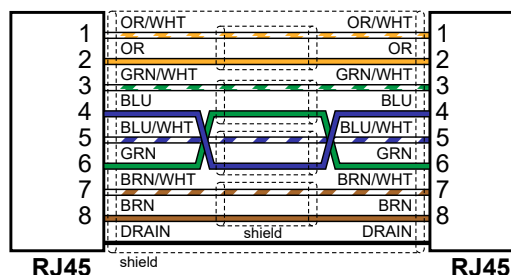 OR/WHT OR/WHT
1 1
OR OR
2 2
GRN/WHT GRN/WHT
3 3
BLU BLU
4 4
BLU/WHT BLU/WHT
5 5
GRN GRN
6 6
BRN/WHT BRN/WHT
7 7
BRN BRN
8 8
DRAIN shield DRAIN
RJ45 shield RJ45